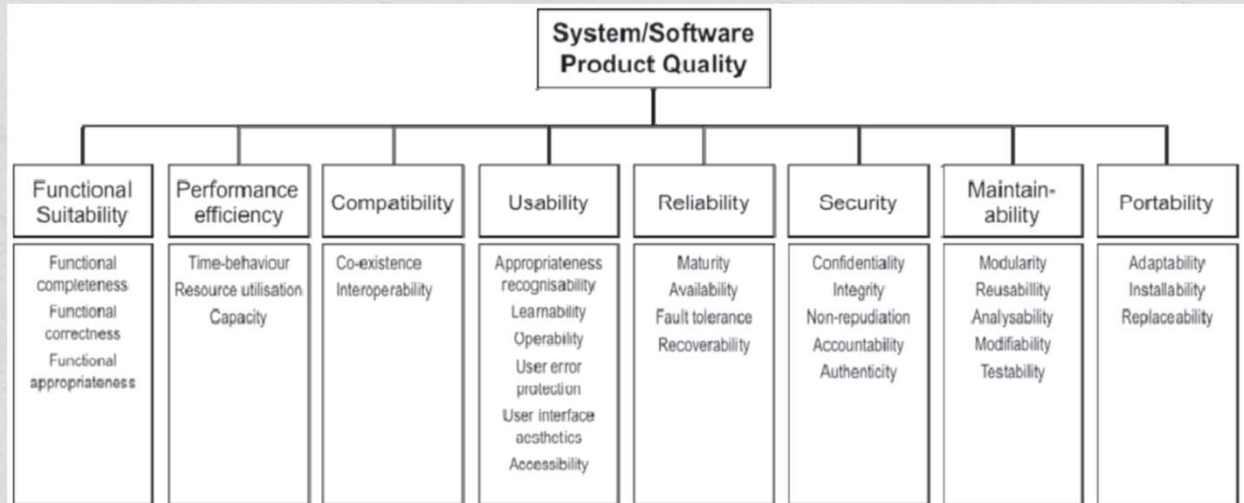 System/Software
Product Quality
Functional
Suitability
Performance
efficiency
Compatibility
Usability
Reliability
Security
Maintain-
ability
Portability
Functional
completeness
Functional
correctness
Functional
appropriateness
Time-behaviour
Resource utilisation
Capacity
Co-existence
Interoperability
Appropriateness
recognisability
Learnability
Operability
User error
protection
User interface
aesthetics
Accessibility
Maturity
Availability
Fault tolerance
Recoverability
Confidentiality
Integrity
Non-repudiation
Accountability
Authenticity
Modularity
Reusabillity
Analysability
Modifiability
Testability
Adaptability
Installability
Replaceability